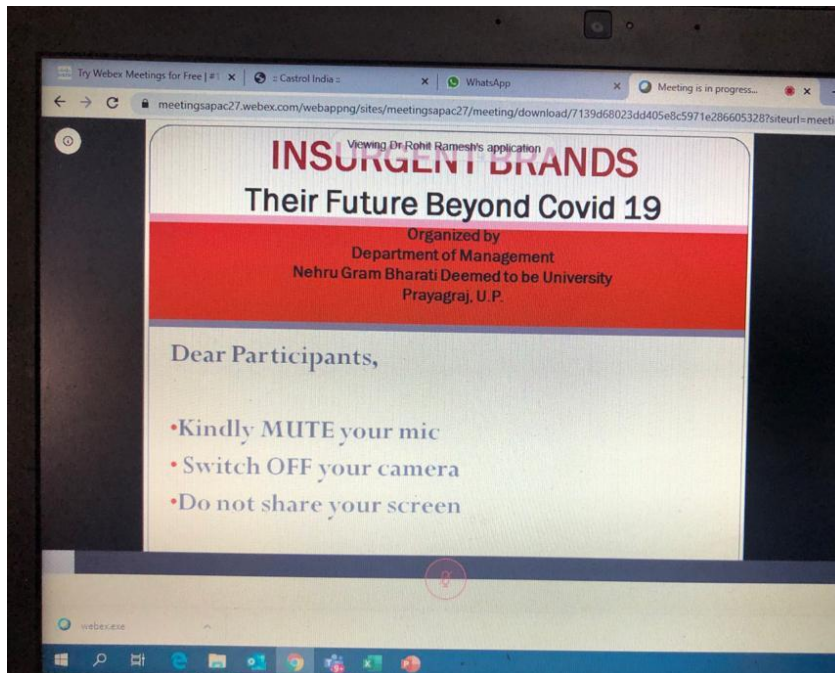 Try Webex Meetings for Free | #1
:: Castrol India ::
WhatsApp
Meeting is in progress...
meetingsapac27.webex.com/webappng/sites/meetingsapac27/meeting/download/7139d68023dd405e8c5971e286605328?siteurl=meeti
INSURGENT BRANDS
Viewing Dr Rohit Ramesh's application
Their Future Beyond Covid 19
Organized by
Department of Management
Nehru Gram Bharati Deemed to be University
Prayagraj, U.P.
Dear Participants,
•Kindly MUTE your mic
• Switch OFF your camera
•Do not share your screen
webex.exe